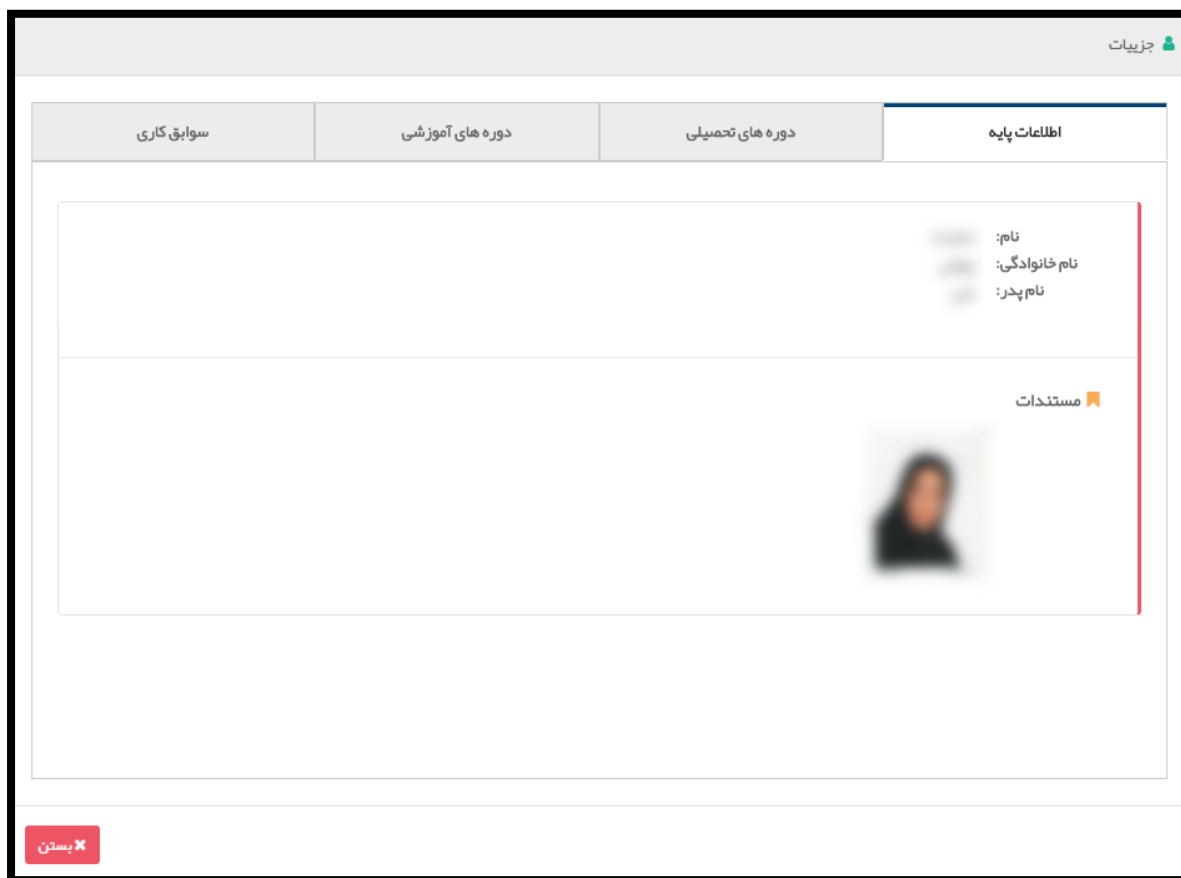 جزییات
اطلاعات پایه
دوره های تحصیلی
دوره های آموزشی
سوابق کاری
نام:
نام خانوادگی:
نام پدر:
مستندات
بستن